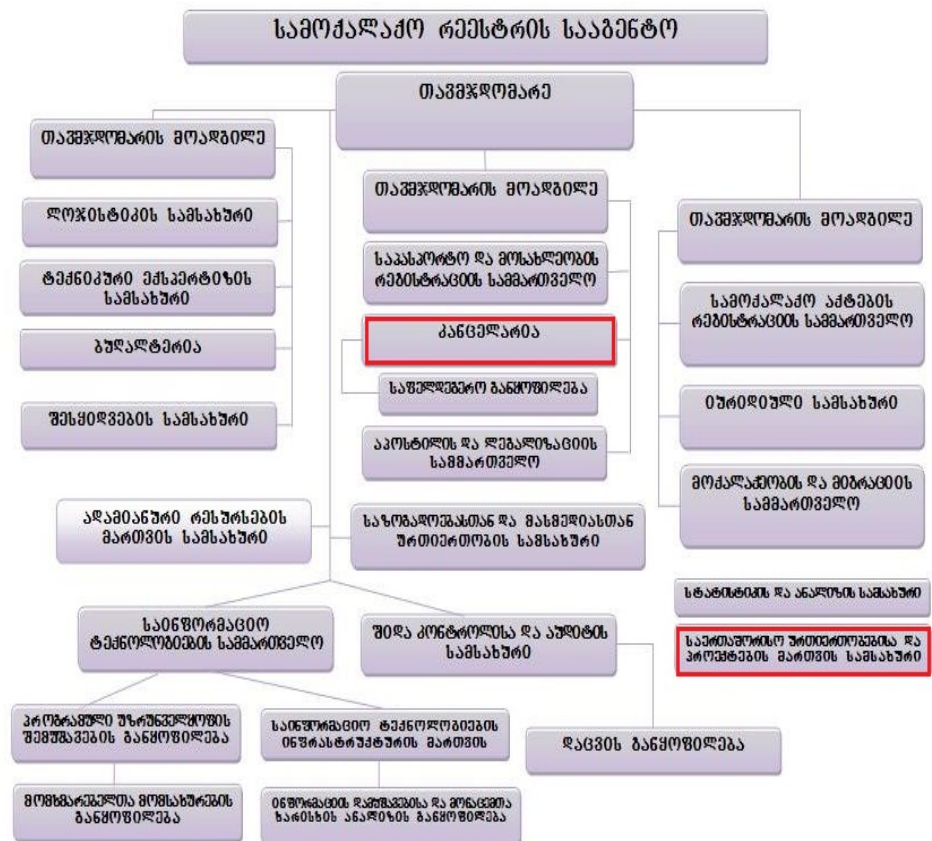 სამოქალაქო რეესტრის სააგენტო
თავმჯდომარე
თავმჯდომარის მოადგილე
ლოჯისტიკის სამსახური
ტექნიკური ექსპერტიზის
სამსახური
ბუღალტერია
შესყიდვების სამსახური
თავმჯდომარის მოადგილე
საპასპორტო და მოსახლეობის
რეგისტრაციის სამმართველო
კანცელარია
საფელდეგერო განყოფილება
აპოსტილის და ლეგალიზაციის
სამმართველო
თავმჯდომარის მოადგილე
სამოქალაქო აქტების
რეგისტრაციის სამმართველო
იურიდიული სამსახური
მოქალაქეობის და მიგრაციის
სამმართველო
ადამიანური რესურსების
მართვის სამსახური
საზოგადოებასთან და მასმედიასთან
ურთიერთობის სამსახური
სტატისტიკის და ანალიზის სამსახური
საერთაშორისო ურთიერთობებისა და
პროექტების მართვის სამსახური
საინფორმაციო
ტექნოლოგიების სამმართველო
შიდა კონტროლისა და აუდიტის
სამსახური
პროგრამული უზრუნველყოფის
შემუშავების განყოფილება
საინფორმაციო ტექნოლოგიების
ინფრასტრუქტურის მართვის
დაცვის განყოფილება
მომხმარებელთა მომსახურების
განყოფილება
ინფორმაციის დამუშავებისა და მონაცემთა
ხარისხის ანალიზის განყოფილება